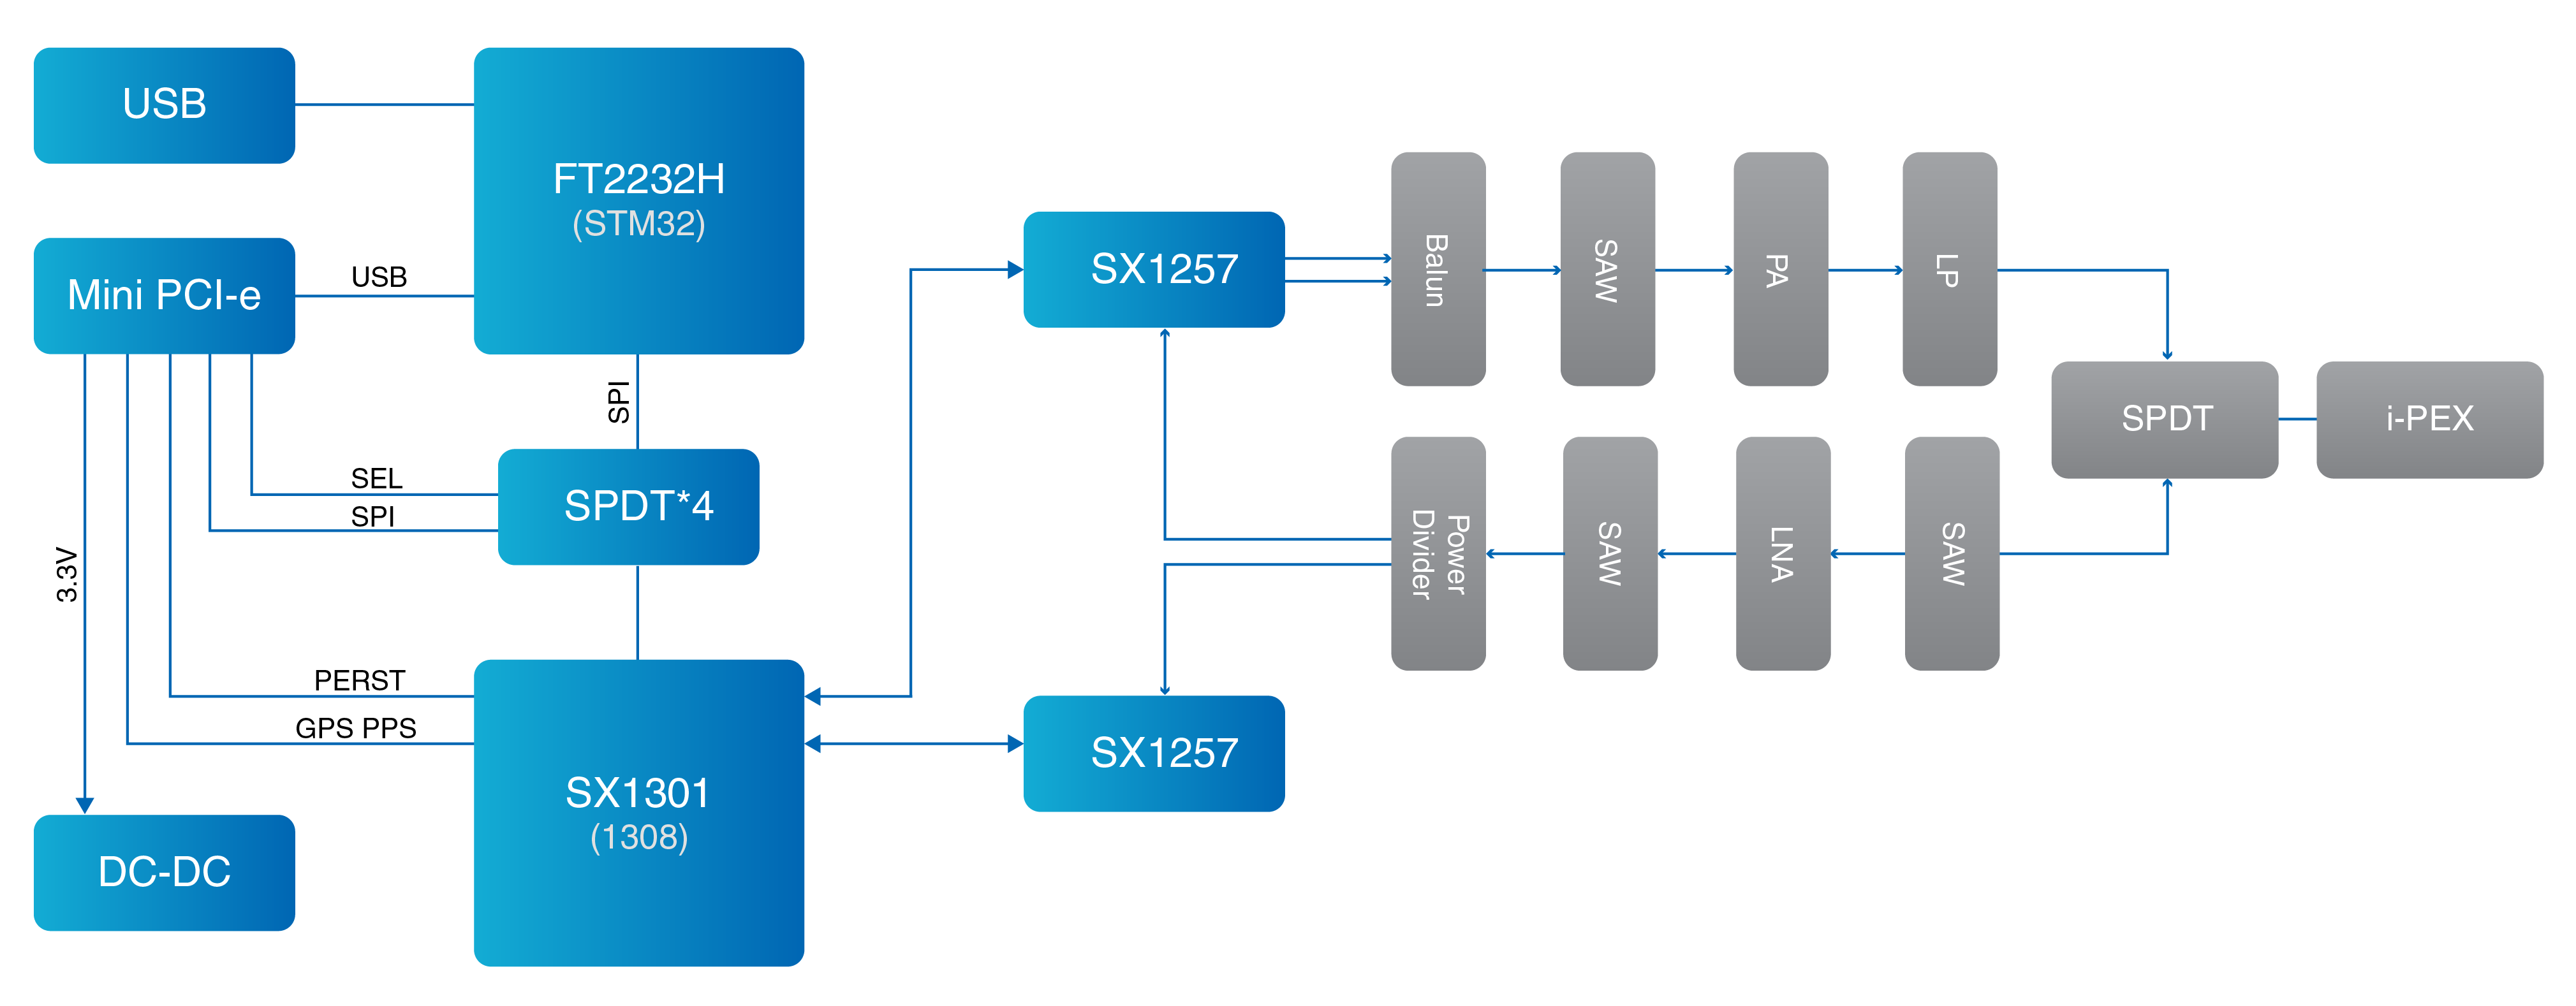 USB
FT2232H
(STM32)
Mini PCI-e
USB
SPI
SEL
SPI
SPDT*4
3.3V
PERST
GPS PPS
SX1301
(1308)
DC-DC
SX1257
SX1257
Balun
SAW
PA
LP
SPDT
i-PEX
Power
Divider
SAW
LNA
SAW